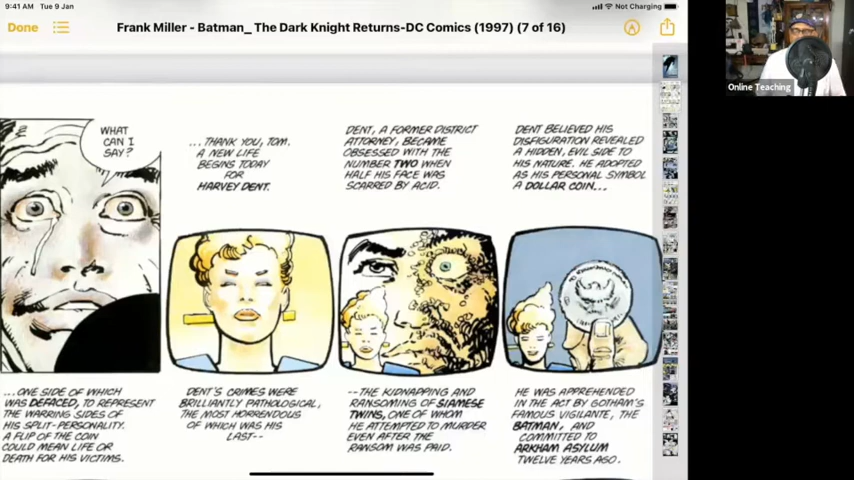 9:41 AM Tue 9 Jan
Not Charging
Done
Frank Miller - Batman_ The Dark Knight Returns-DC Comics (1997) (7 of 16)
Online Teaching
WHAT
CAN I
SAY?
... THANK YOU, TOM.
A NEW LIFE
BEGINS TODAY
FOR
HARVEY DENT.
DENT, A FORMER DISTRICT
ATTORNEY, BECAME
OBSESSED WITH THE
NUMBER TWO WHEN
HALF HIS FACE WAS
SCARRED BY ACID.
DENT BELIEVED HIS
DISFIGURATION REVEALED
A HIDDEN, EVIL SIDE TO
HIS NATURE. HE ADOPTED
AS HIS PERSONAL SYMBOL
A DOLLAR COIN...
...ONE SIDE OF WHICH
WAS DEFACED, TO REPRESENT
THE WARRING SIDES OF
HIS SPLIT-PERSONALITY.
A FLIP OF THE COIN
COULD MEAN LIFE OR
DEATH FOR HIS VICTIMS.
DENT'S CRIMES WERE
BRILLIANTLY PATHOLOGICAL,
THE MOST HORRENDOUS
OF WHICH WAS HIS
LAST--
--THE KIDNAPPING AND
RANSOMING OF SIAMESE
TWINS, ONE OF WHOM
HE ATTEMPTED TO MURDER
EVEN AFTER THE
RANSOM WAS PAID.
HE WAS APPREHENDED
IN THE ACT BY GOTHAM'S
FAMOUS VIGILANTE, THE
BATMAN, AND
COMMITTED TO
ARKHAM ASYLUM
TWELVE YEARS AGO.